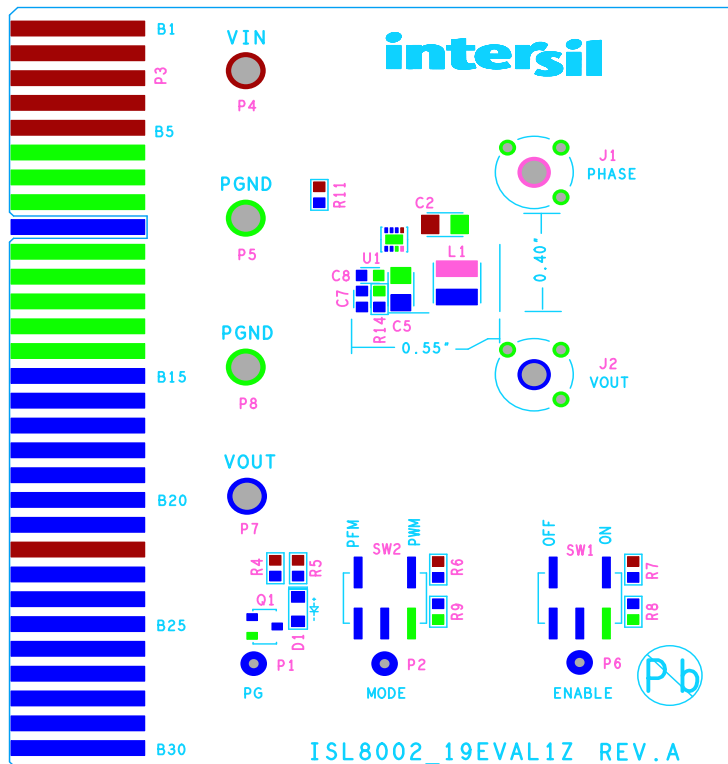 B1
VIN
intersil
P3
P4
B5
J1
PHASE
PGND
R11
C2
P5
U1
L1
C8
C7
0.40"
R14
C5
PGND
0.55"
J2
VOUT
B15
P8
VOUT
B20
P7
PFM
PWM
OFF
ON
SW2
SW1
R4
R5
R6
R7
Q1
R9
R8
B25
D1
P1
P2
P6
Pb
PG
MODE
ENABLE
B30
ISL8002_19EVAL1Z REV.A